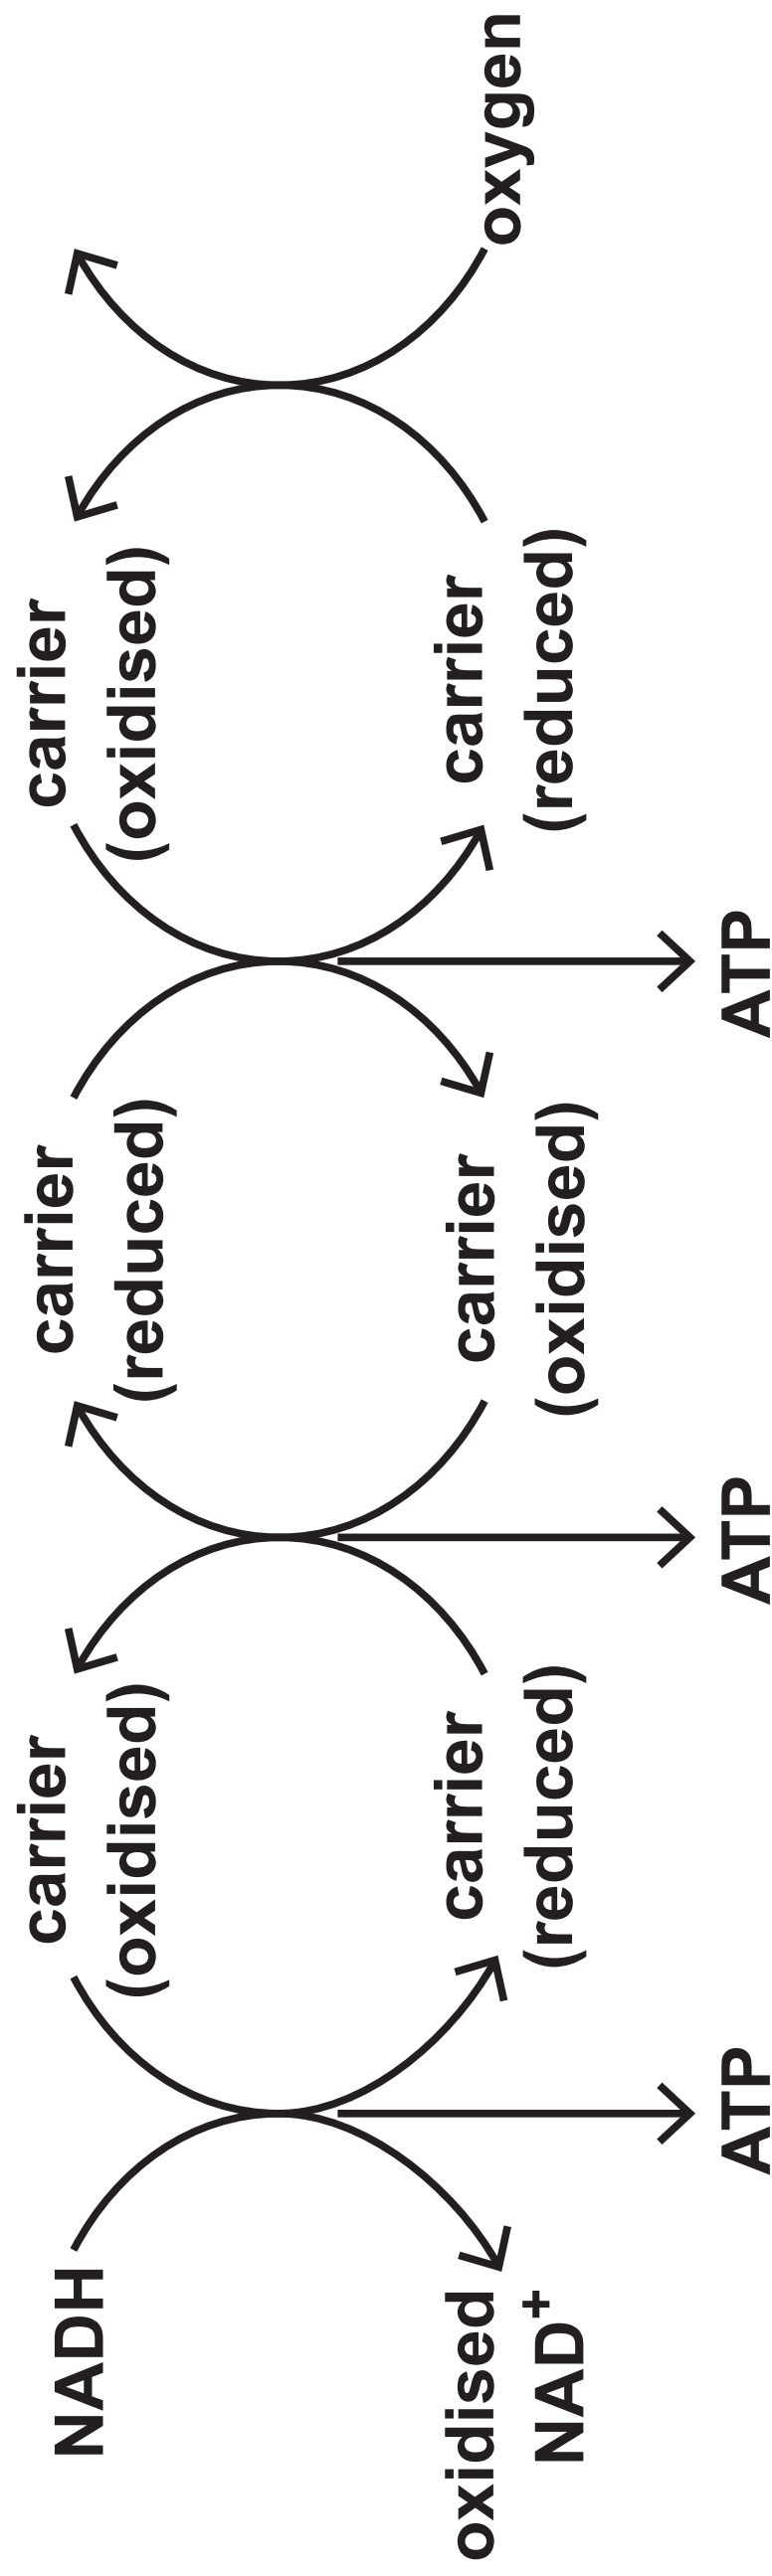 NADH
carrier
(oxidised)
carrier
(reduced)
carrier
(oxidised)
oxidised
NAD+
carrier
(reduced)
carrier
(oxidised)
carrier
(reduced)
oxygen
ATP
ATP
ATP